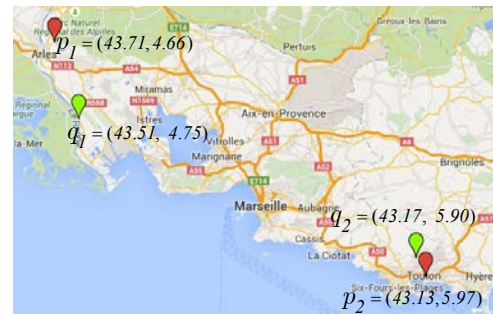 Parc Naturel
Régional des Alpilles
Gréoux-les-Bains
Arles
p1 = (43.71, 4.66)
N113
A54
Pertuis
A51
Miramas
N568
N1569
Istres
Aix-en-Provence
Régional
q1 = (43.51, 4.75)
Vitrolles
A51
A8
la-Mer
Marignane
A55
E714
A52
Brignoles
Marseille
Aubagne
q2 = (43.17, 5.90)
A57
Cassis
La Ciotat
A50
Toulon
Hyère
Six-Fours-les-Plages
p2 = (43.13,5.97)